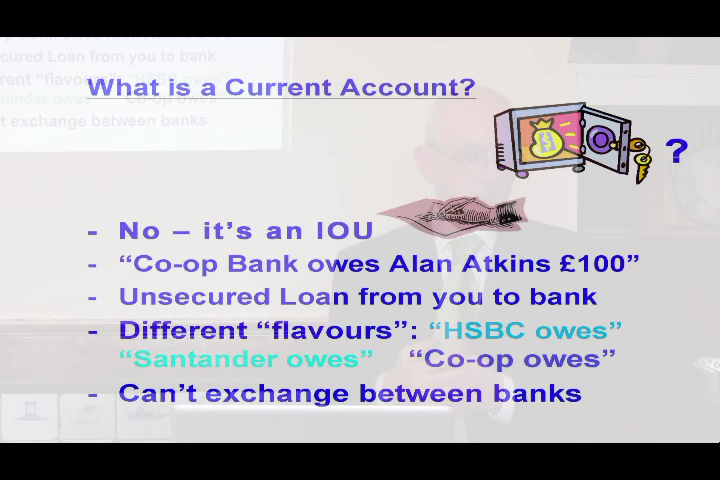 cured Loan from you to bank
rent "flavours": "HSBC owes"
tander owes" Co-op owes
t exchange between banks
What is a Current Account?
?
- No – it's an IOU
- "Co-op Bank owes Alan Atkins £100"
- Unsecured Loan from you to bank
- Different "flavours": "HSBC owes"
"Santander owes" "Co-op owes"
- Can't exchange between banks